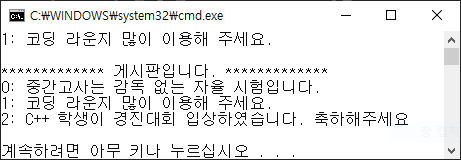 C:\WINDOWS\system32\cmd.exe
1: 코딩 라운지 많이 이용해 주세요.
************* 게시판입니다. *************
0: 중간고사는 감독 없는 자율 시험입니다.
1: 코딩 라운지 많이 이용해 주세요.
2: C++ 학생이 경진대회 입상하였습니다. 축하해주세요
계속하려면 아무 키나 누르십시오 . . .